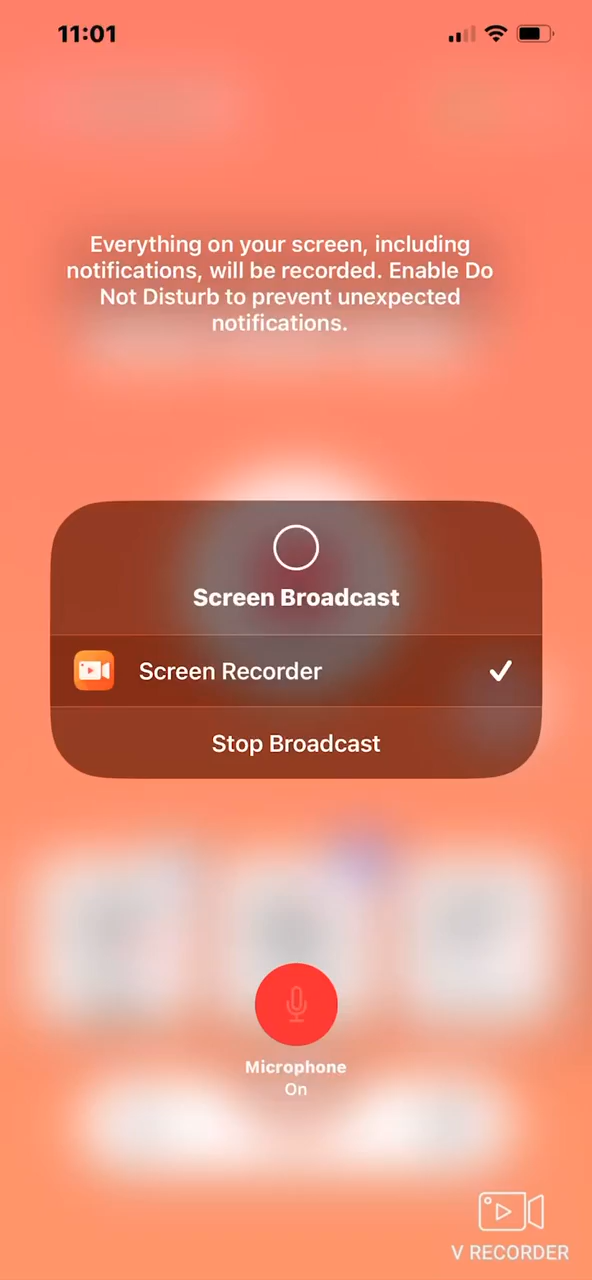 11:01
Everything on your screen, including
notifications, will be recorded. Enable Do
Not Disturb to prevent unexpected
notifications.
Screen Broadcast
Screen Recorder
Stop Broadcast
Microphone
On
V RECORDER